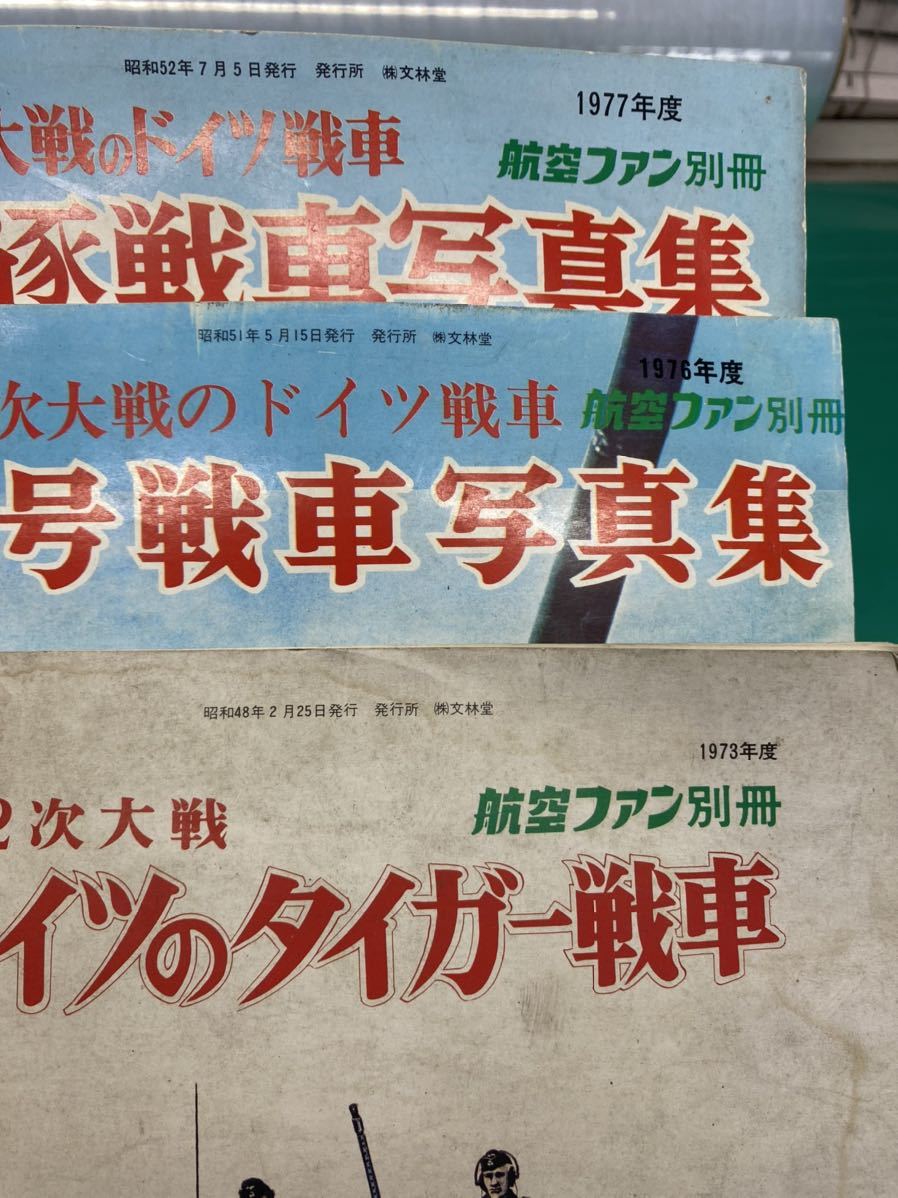 昭和52年7月5日発行 発行所 ㈱文林堂
1977年度
大戦のドイツ戦車
航空ファン別冊
逐戦車写真集
昭和51年5月15日発行 発行所 ㈱文林堂
1976年度
次大戦のドイツ戦車
航空ファン別冊
号戦車写真集
昭和48年2月25日発行 発行所 ㈱文林堂
1973年度
2次大戦
航空ファン別冊
イツのタイガー戦車